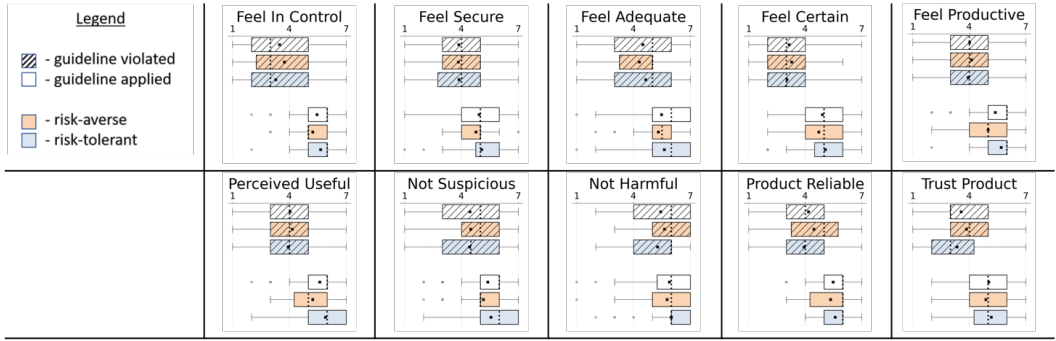 Legend
- guideline violated
- guideline applied
- risk-averse
- risk-tolerant
Feel In Control
1 4 7
Feel Secure
1 4 7
Feel Adequate
1 4 7
Feel Certain
1 4 7
Feel Productive
1 4 7
Perceived Useful
1 4 7
Not Suspicious
1 4 7
Not Harmful
1 4 7
Product Reliable
1 4 7
Trust Product
1 4 7